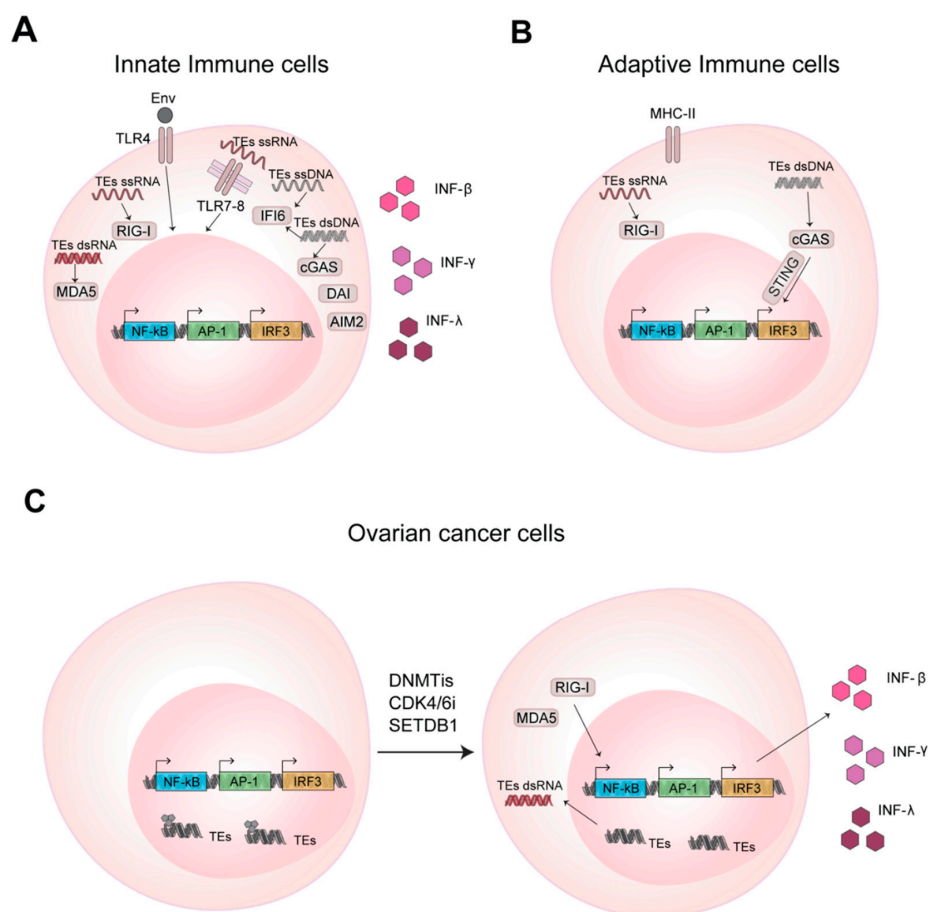 A
Innate Immune cells
Env
TLR4
TEs ssRNA
TEs ssRNA
TEs ssDNA
TLR7-8
IFI6
RIG-I
TEs dsRNA
TEs dsDNA
cGAS
MDA5
DAI
AIM2
NF-kB
AP-1
IRF3
INF-β
INF-γ
INF-λ
B
Adaptive Immune cells
MHC-II
TEs ssRNA
TEs dsDNA
RIG-I
cGAS
STING
NF-kB
AP-1
IRF3
C
Ovarian cancer cells
NF-kB
AP-1
IRF3
TEs
TEs
DNMTis
CDK4/6i
SETDB1
RIG-I
MDA5
TEs dsRNA
NF-kB
AP-1
IRF3
TEs
TEs
INF-β
INF-γ
INF-λ